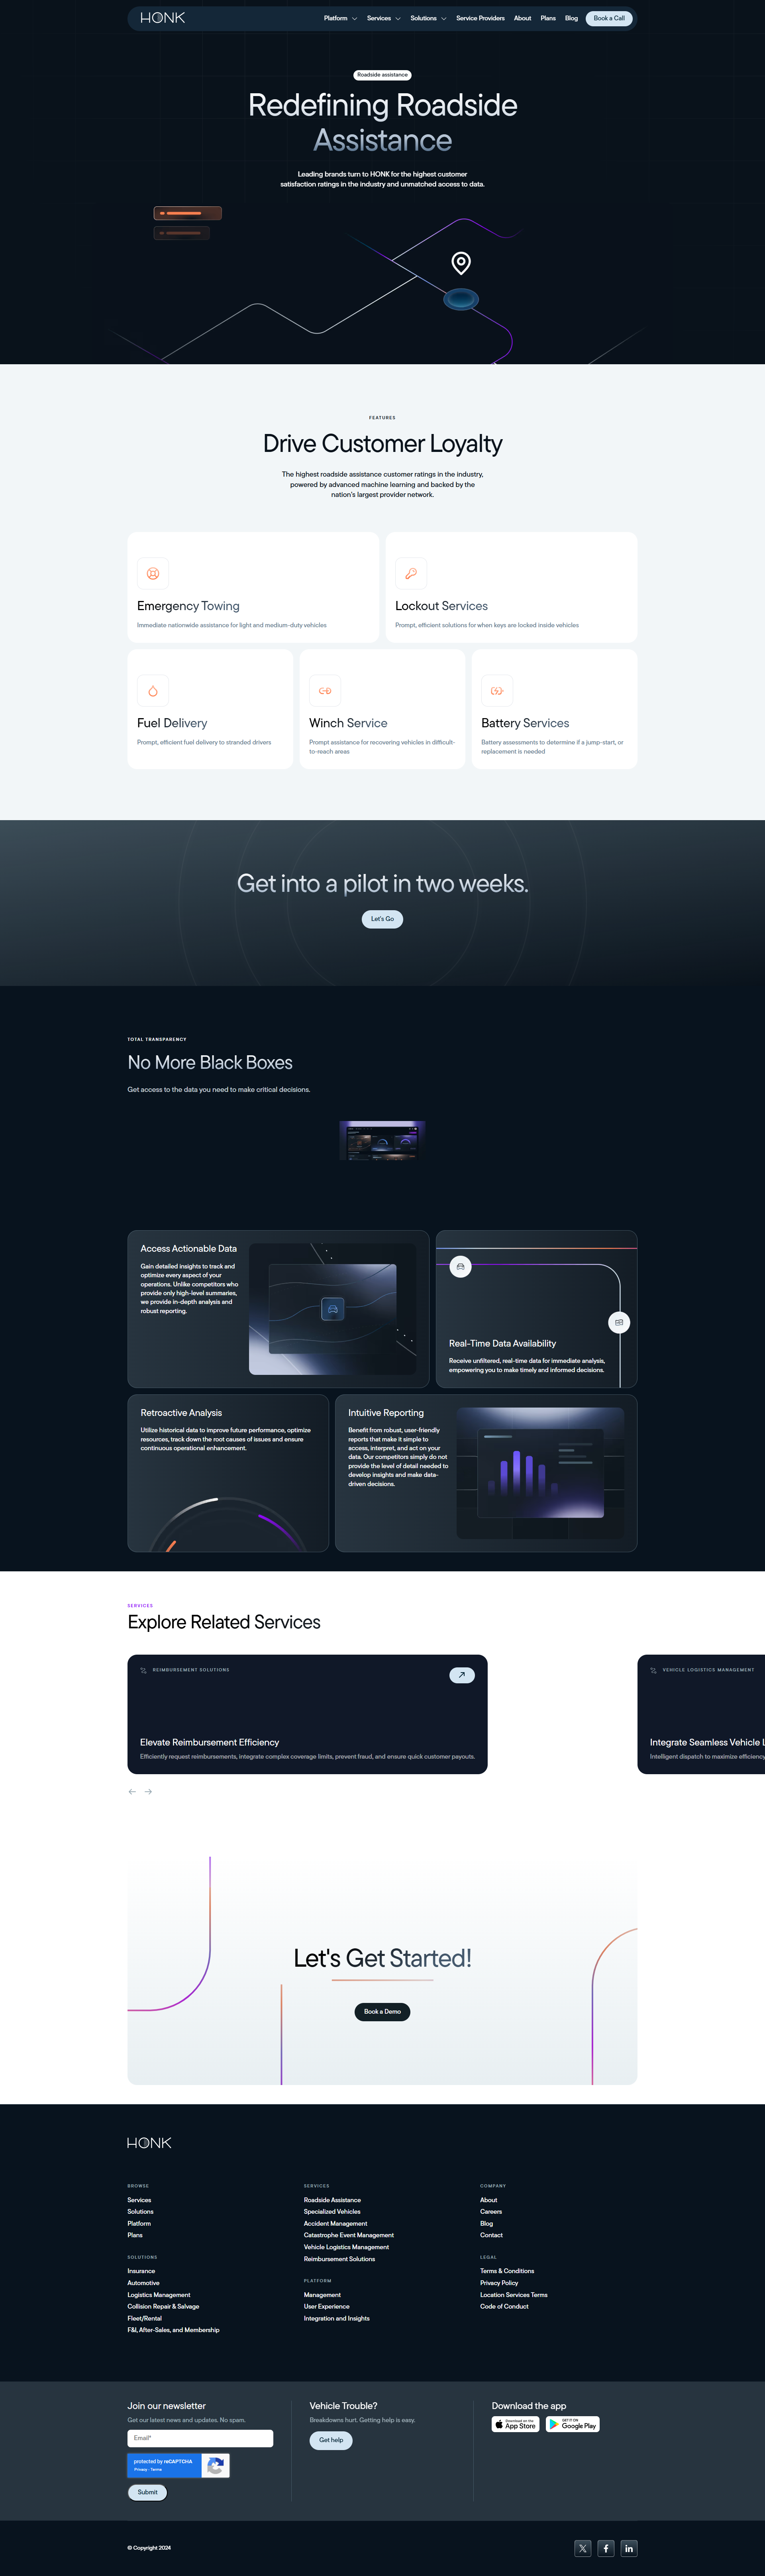 HONK
Platform
Services
Solutions
Service Providers
About
Plans
Blog
Book a Call
Roadside assistance
Redefining Roadside
Assistance
Leading brands turn to HONK for the highest customer
satisfaction ratings in the industry and unmatched access to data.
FEATURES
Drive Customer Loyalty
The highest roadside assistance customer ratings in the industry,
powered by advanced machine learning and backed by the
nation's largest provider network.
Emergency Towing
Immediate nationwide assistance for light and medium-duty vehicles
Lockout Services
Prompt, efficient solutions for when keys are locked inside vehicles
Fuel Delivery
Prompt, efficient fuel delivery to stranded drivers
Winch Service
Prompt assistance for recovering vehicles in difficult-
to-reach areas
Battery Services
Battery assessments to determine if a jump-start, or
replacement is needed
Get into a pilot in two weeks.
Let's Go
TOTAL TRANSPARENCY
No More Black Boxes
Get access to the data you need to make critical decisions.
Access Actionable Data
Gain detailed insights to track and
optimize every aspect of your
operations. Unlike competitors who
provide only high-level summaries,
we provide in-depth analysis and
robust reporting.
Real-Time Data Availability
Receive unfiltered, real-time data for immediate analysis,
empowering you to make timely and informed decisions.
Retroactive Analysis
Utilize historical data to improve future performance, optimize
resources, track down the root causes of issues and ensure
continuous operational enhancement.
Intuitive Reporting
Benefit from robust, user-friendly
reports that make it simple to
access, interpret, and act on your
data. Our competitors simply do not
provide the level of detail needed to
develop insights and make data-
driven decisions.
SERVICES
Explore Related Services
REIMBURSEMENT SOLUTIONS
Elevate Reimbursement Efficiency
Efficiently request reimbursements, integrate complex coverage limits, prevent fraud, and ensure quick customer payouts.
VEHICLE LOGISTICS MANAGEMENT
Integrate Seamless Vehicle L
Intelligent dispatch to maximize efficiency
Let's Get Started!
Book a Demo
HONK
BROWSE
Services
Solutions
Platform
Plans
SOLUTIONS
Insurance
Automotive
Logistics Management
Collision Repair & Salvage
Fleet/Rental
F&I, After-Sales, and Membership
SERVICES
Roadside Assistance
Specialized Vehicles
Accident Management
Catastrophe Event Management
Vehicle Logistics Management
Reimbursement Solutions
PLATFORM
Management
User Experience
Integration and Insights
COMPANY
About
Careers
Blog
Contact
LEGAL
Terms & Conditions
Privacy Policy
Location Services Terms
Code of Conduct
Join our newsletter
Get our latest news and updates. No spam.
Email*
protected by reCAPTCHA
Privacy - Terms
Submit
Vehicle Trouble?
Breakdowns hurt. Getting help is easy.
Get help
Download the app
Download on the
App Store
GET IT ON
Google Play
© Copyright 2024